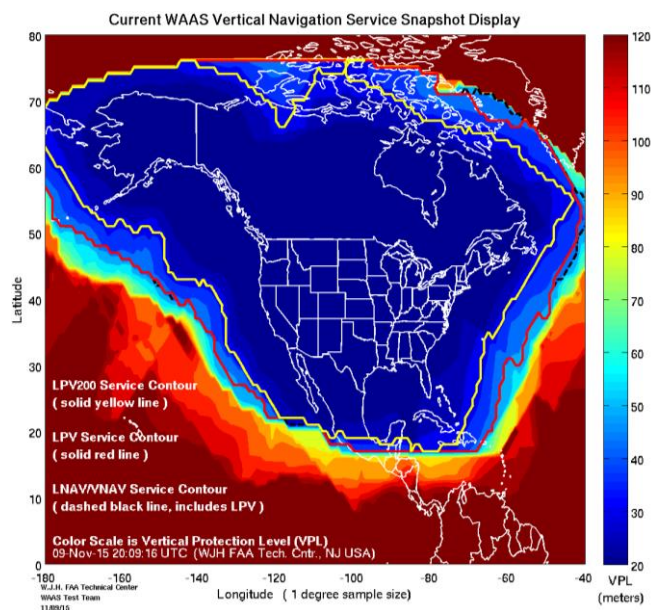 Current WAAS Vertical Navigation Service Snapshot Display
80
70
60
50
40
30
20
10
0
Latitude
LPV200 Service Contour
( solid yellow line )
LPV Service Contour
(solid red line )
LNAV/VNAV Service Contour
(dashed black line, includes LPV )
Color Scale is Vertical Protection Level (VPL)
09-Nov-15 20:09:16 UTC (WJH FAA Tech. Cntr., NJ USA)
-180 -160 -140 -120 -100 -80 -60 -40
Longitude ( 1 degree sample size)
W.J.H. FAA Technical Center
WAAS Test Team
11/09/15
120
110
100
90
80
70
60
50
40
30
20
VPL
(meters)